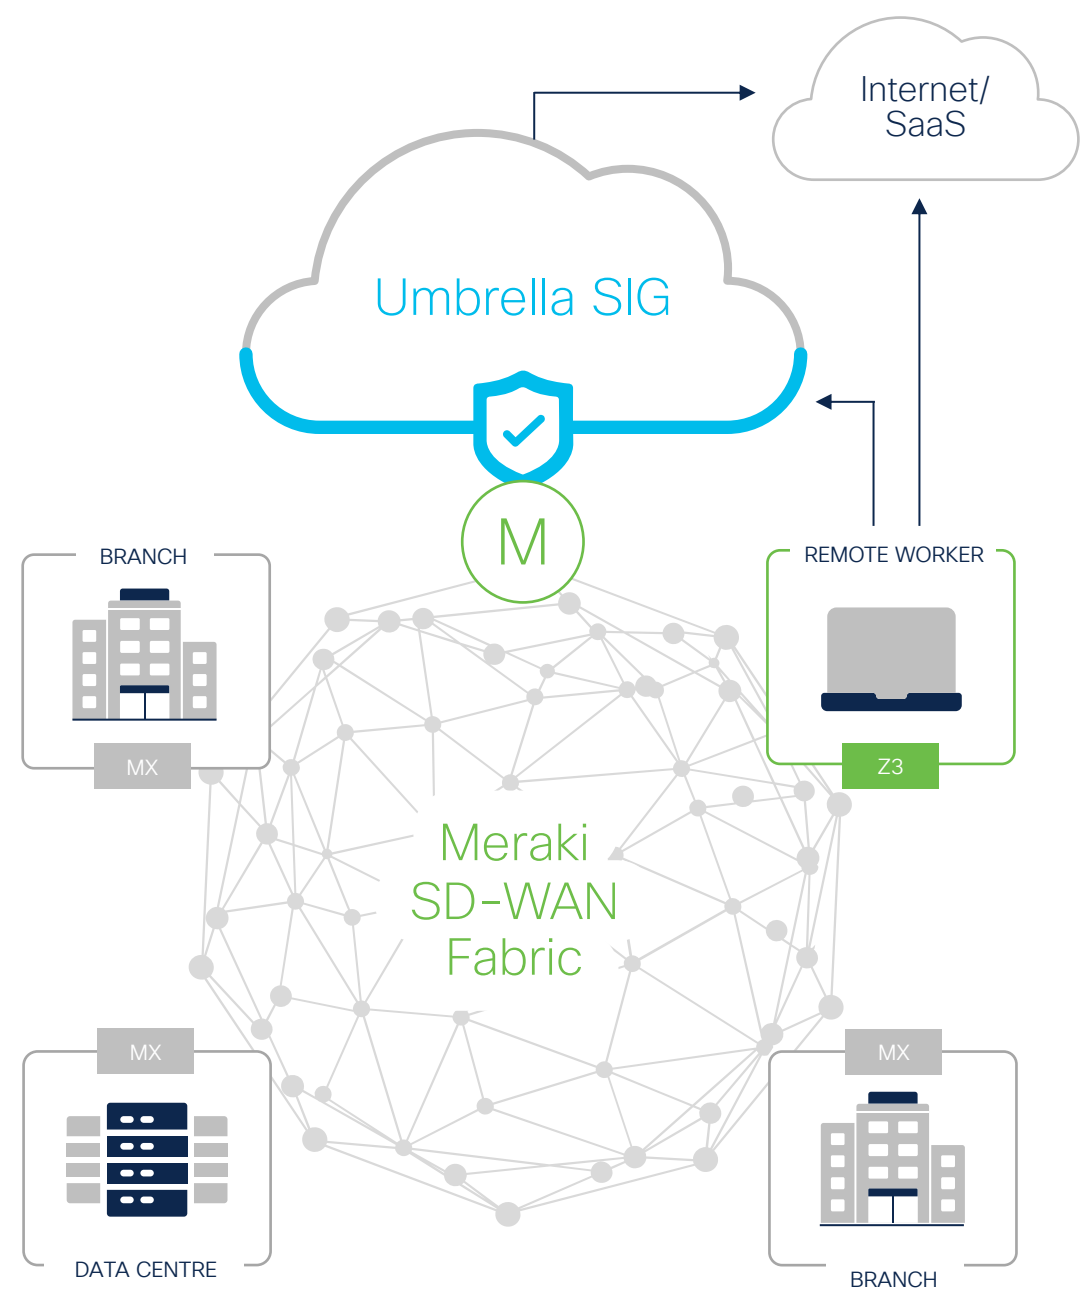 Internet/
SaaS
Umbrella SIG
M
BRANCH
REMOTE WORKER
MX
Z3
Meraki
SD-WAN
Fabric
MX
MX
DATA CENTRE
BRANCH